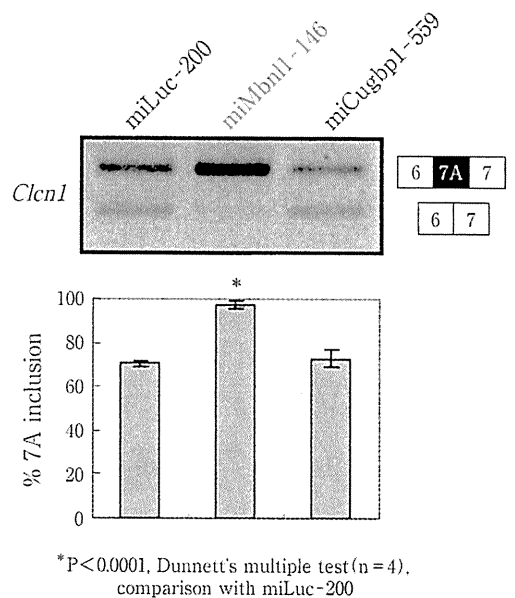 miLuc-200
miMbnl1-146
miCugbp1-559
Clcn1
6 7A 7
6 7
100
80
60
40
20
0
% 7A inclusion
*
*P<0.0001, Dunnett's multiple test(n=4),
comparison with miLuc-200